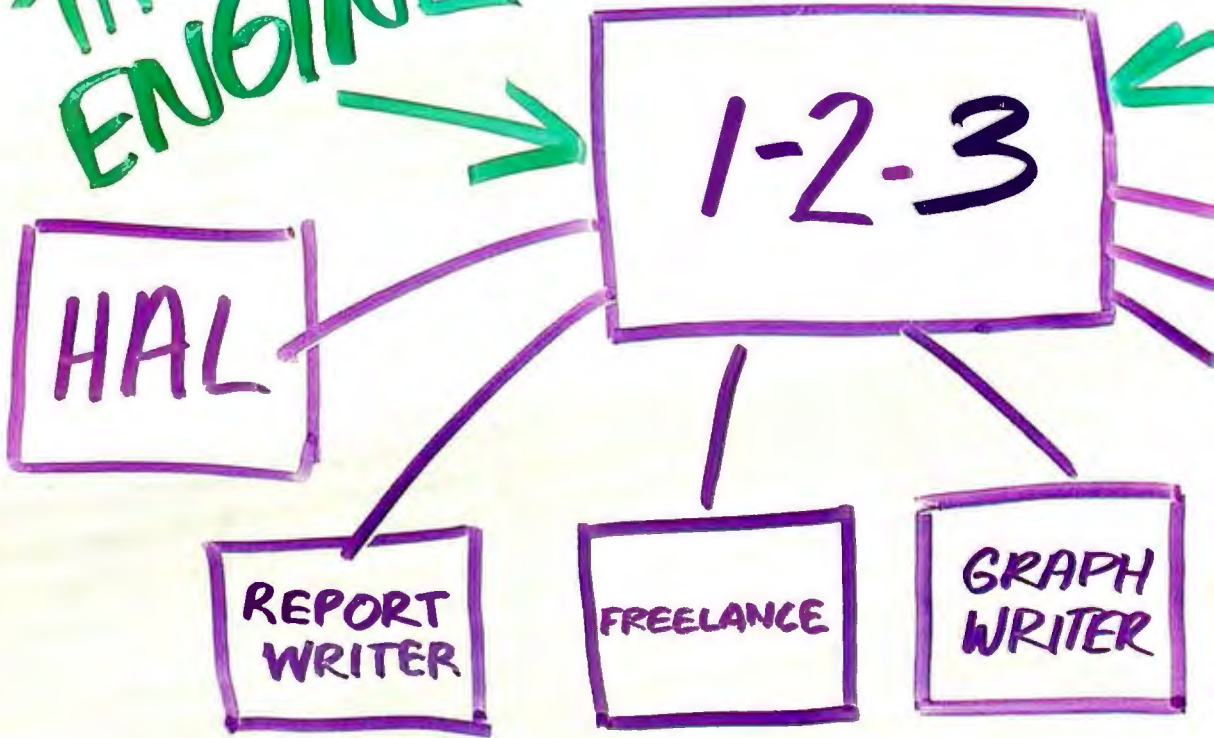 ENGINE
1-2-3
HAL
REPORT
WRITER
FREELANCE
GRAPH
WRITER